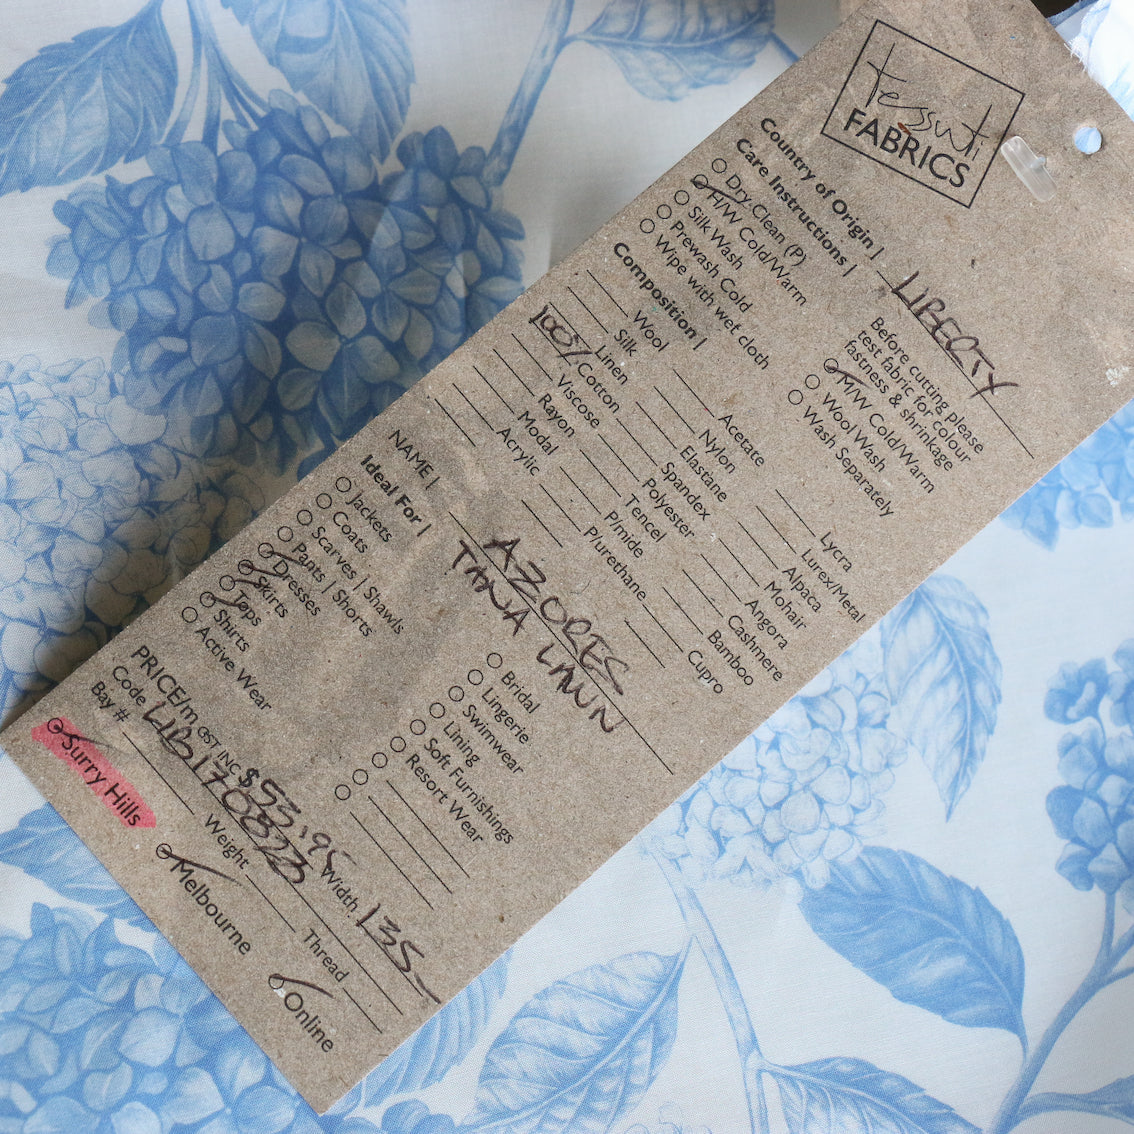 tessuti
FABRICS
Country of Origin | LIBERTY
Care Instructions |
Dry Clean (P)
H/W Cold/Warm
Silk Wash
Prewash Cold
Wipe with wet cloth
Before cutting please
test fabric for colour
fastness & shrinkage
M/W Cold/Warm
Wool Wash
Wash Separately
Composition |
Wool
Silk
Linen
100% Cotton
Viscose
Rayon
Modal
Acrylic
Acetate
Nylon
Elastane
Spandex
Polyester
Tencel
P/mide
P/urethane
Lycra
Lurex/Metal
Alpaca
Mohair
Angora
Cashmere
Bamboo
Cupro
NAME | AZORES
TANA LAWN
Ideal For |
Jackets
Coats
Scarves | Shawls
Pants | Shorts
Dresses
Skirts
Tops
Shirts
Active Wear
Bridal
Lingerie
Swimwear
Lining
Soft Furnishings
Resort Wear
PRICE/m GST INC $53.95 Width 135
Code LIB170823
Bay # Weight Thread
Surry Hills Melbourne Online